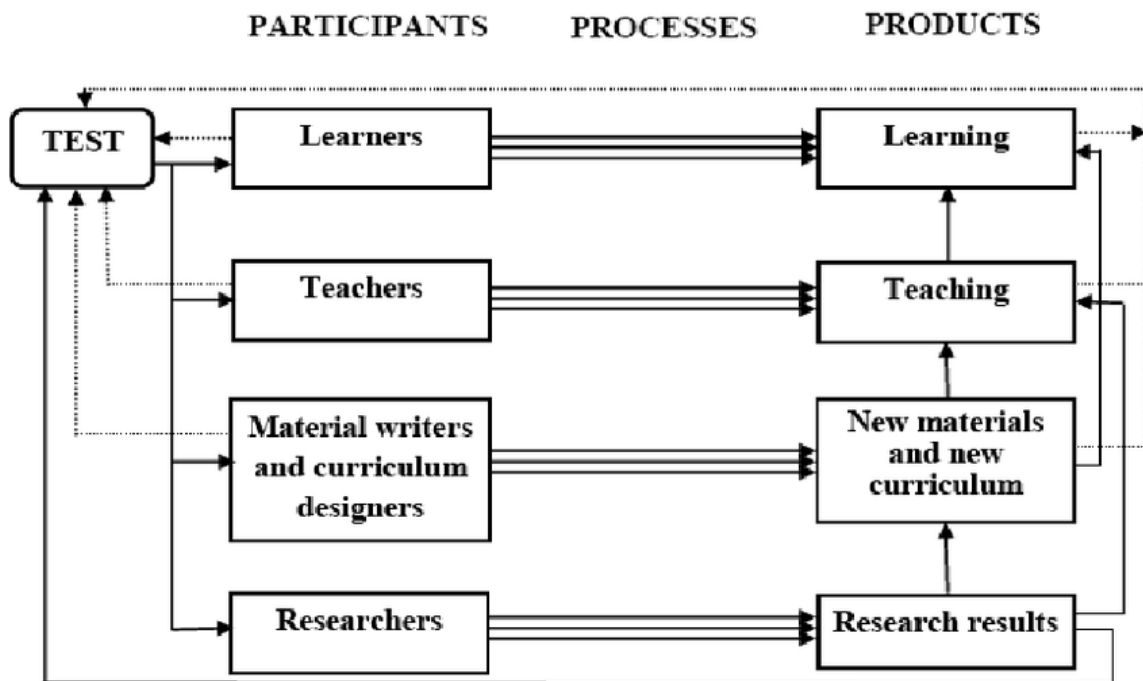 PARTICIPANTS PROCESSES PRODUCTS
TEST
Learners
Learning
Teachers
Teaching
Material writers
and curriculum
designers
New materials
and new
curriculum
Researchers
Research results